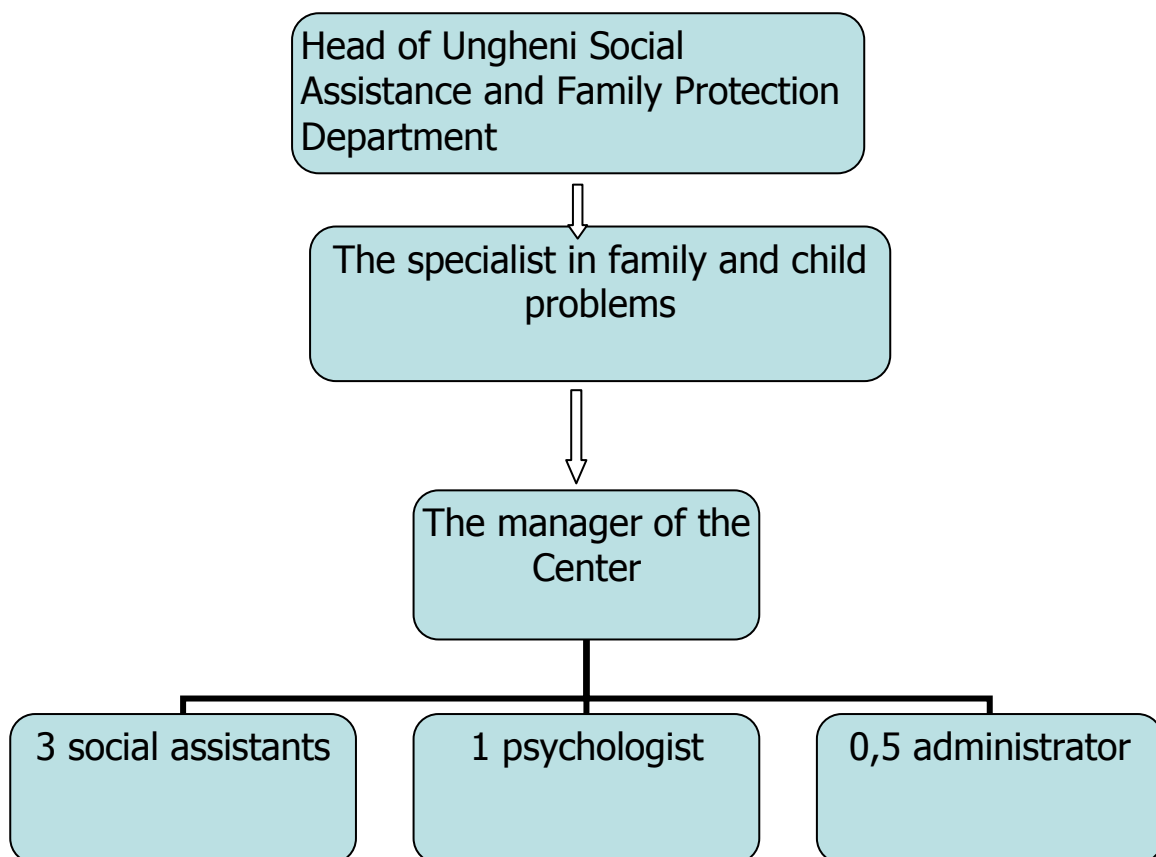 Head of Ungheni Social
Assistance and Family Protection
Department
The specialist in family and child
problems
The manager of the
Center
3 social assistants
1 psychologist
0,5 administrator